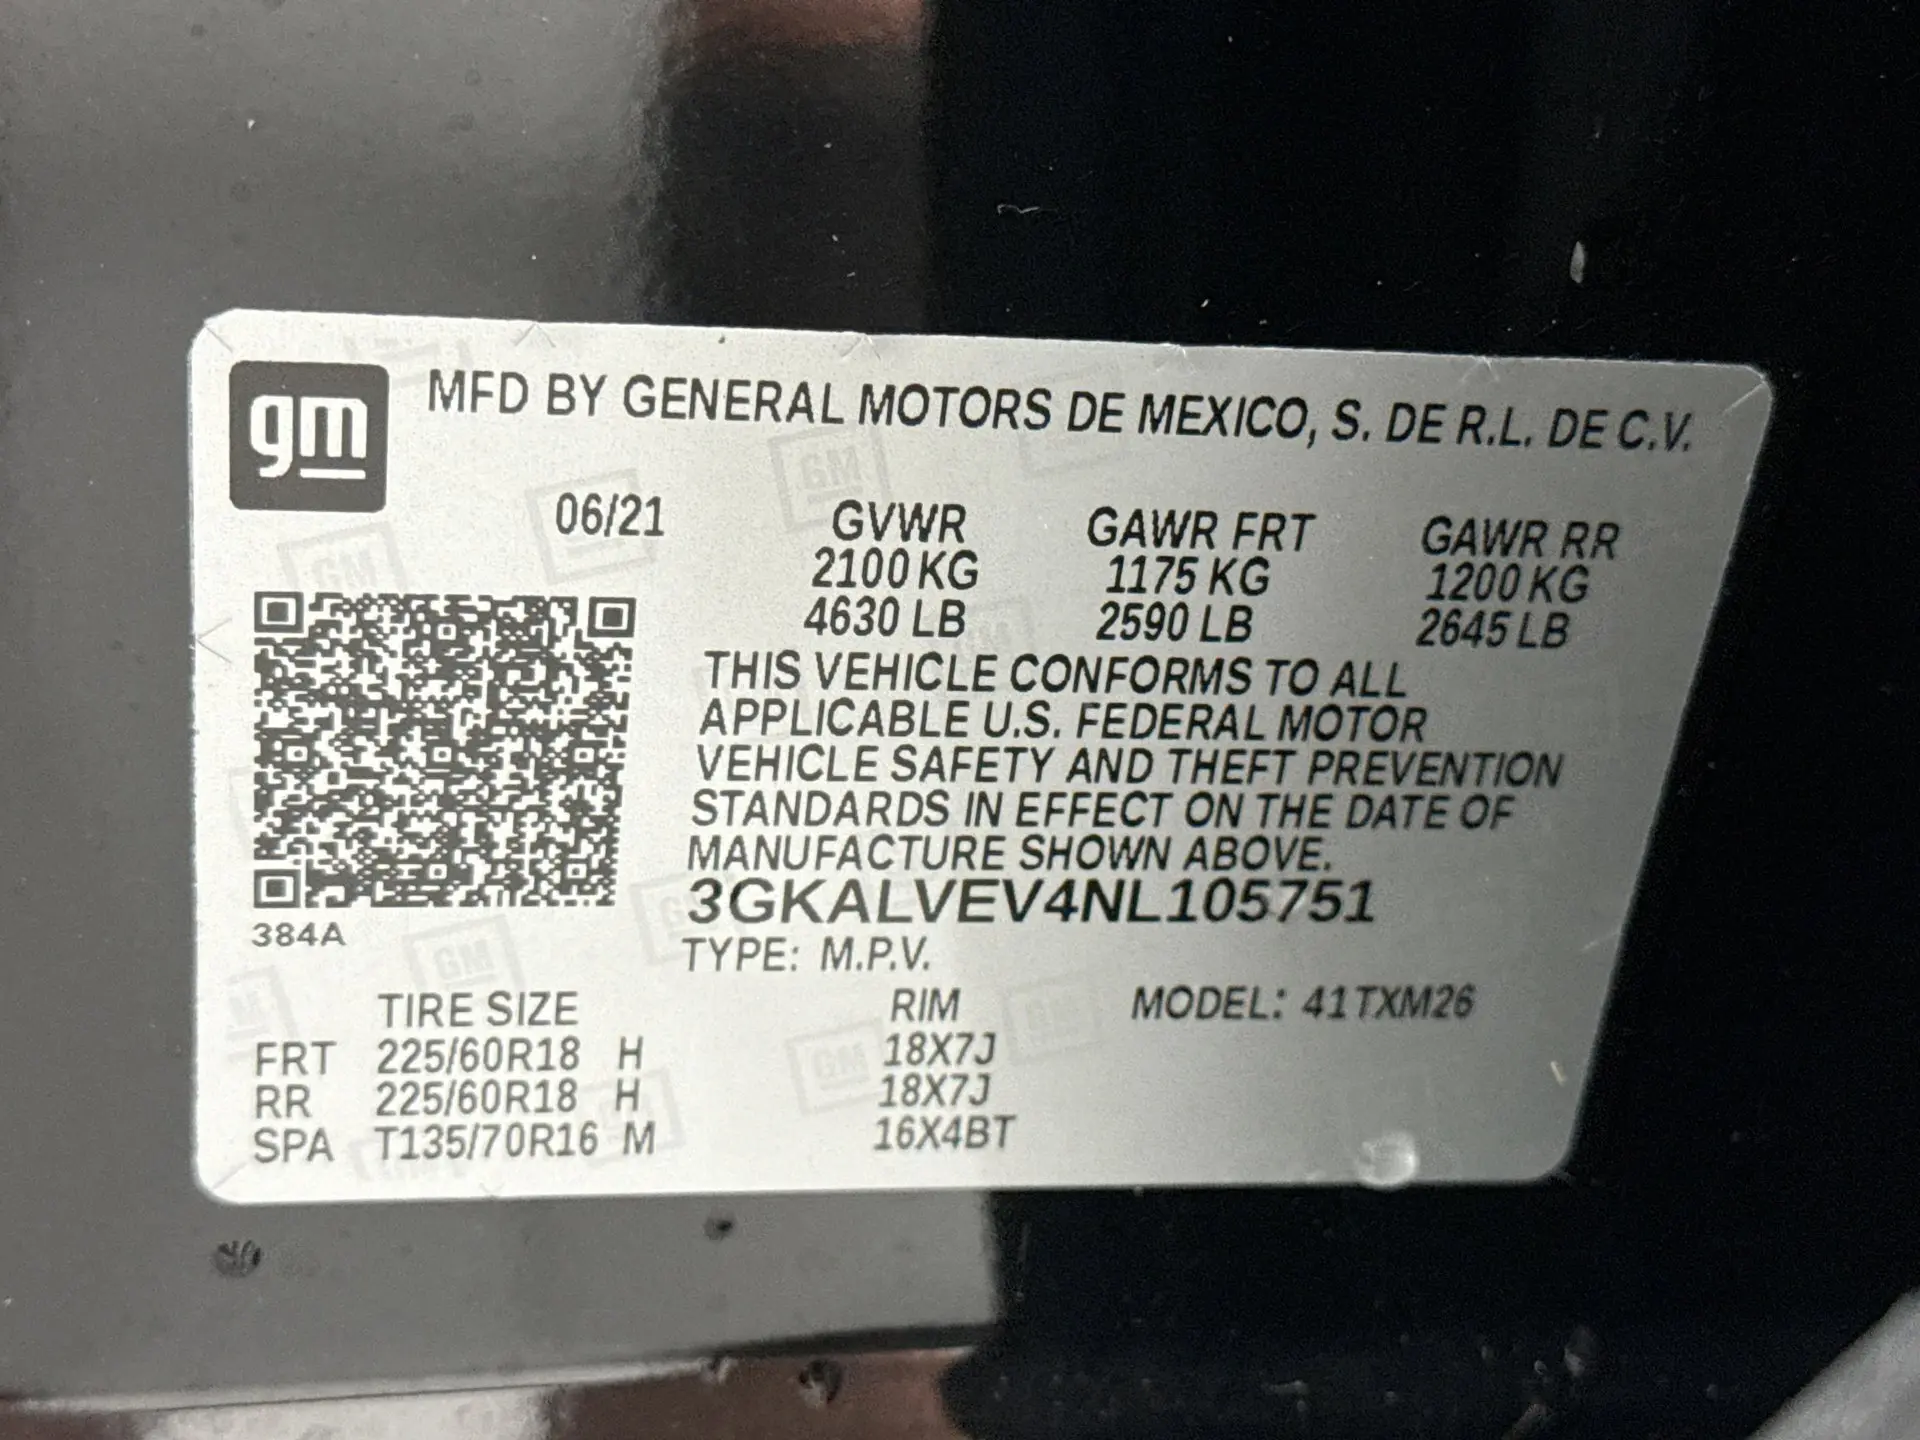 gm MFD BY GENERAL MOTORS DE MEXICO, S. DE R.L. DE C.V.
06/21 GVWR GAWR FRT GAWR RR
2100 KG 1175 KG 1200 KG
4630 LB 2590 LB 2645 LB
THIS VEHICLE CONFORMS TO ALL
APPLICABLE U.S. FEDERAL MOTOR
VEHICLE SAFETY AND THEFT PREVENTION
STANDARDS IN EFFECT ON THE DATE OF
MANUFACTURE SHOWN ABOVE.
3GKALVEV4NL105751
384A
TYPE: M.P.V.
TIRE SIZE RIM MODEL: 41TXM26
FRT 225/60R18 H 18X7J
RR 225/60R18 H 18X7J
SPA T135/70R16 M 16X4BT